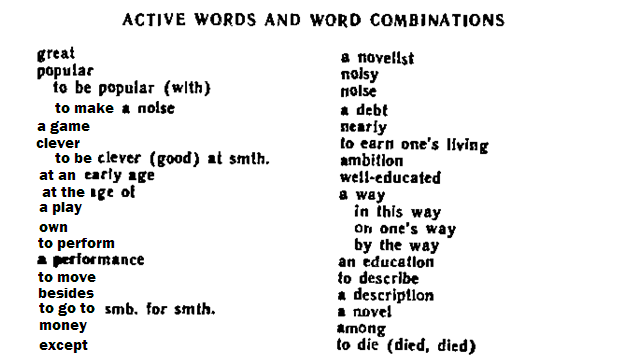 ACTIVE WORDS AND WORD COMBINATIONS
great
popular
to be popular (with)
to make a noise
a game
clever
to be clever (good) at smth.
at an early age
at the age of
a play
own
to perform
a performance
to move
besides
to go to smb. for smth.
money
except
a novelist
noisy
noise
a debt
nearly
to earn one's living
ambition
well-educated
a way
in this way
on one's way
by the way
an education
to describe
a description
a novel
among
to die (died, died)